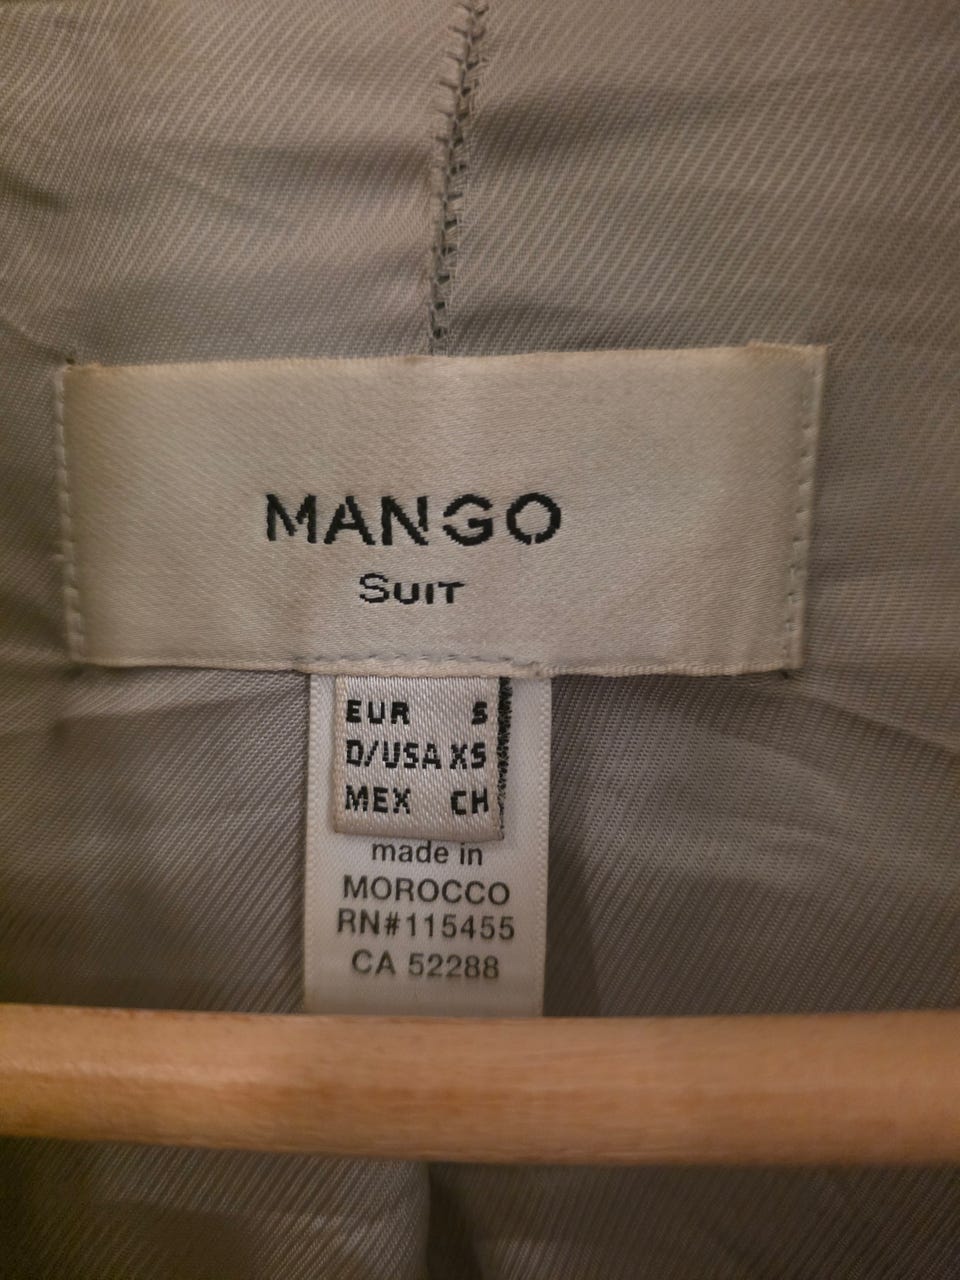 MANGO
SUIT
EUR S
D/USA XS
MEX CH
made in
MOROCCO
RN#115455
CA 52288